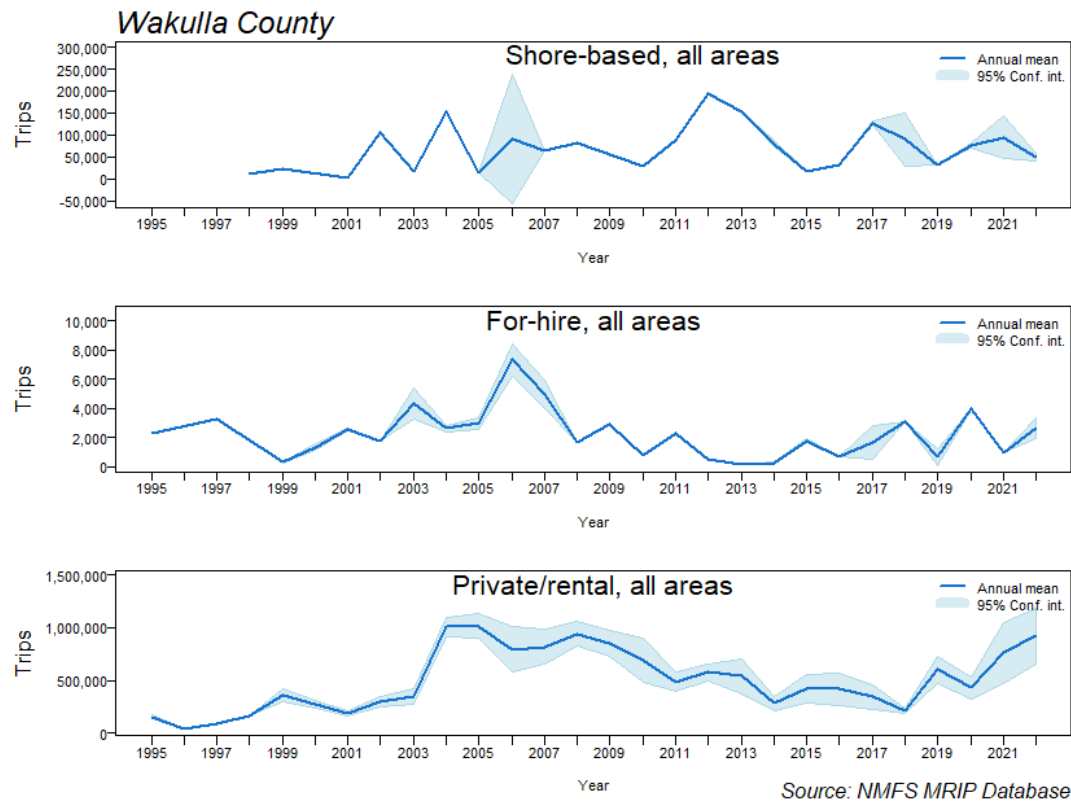 Wakulla County
Shore-based, all areas
Annual mean
95% Conf. int.
Trips
300,000
250,000
200,000
150,000
100,000
50,000
0
-50,000
1995 1997 1999 2001 2003 2005 2007 2009 2011 2013 2015 2017 2019 2021
Year
For-hire, all areas
Annual mean
95% Conf. int.
Trips
10,000
8,000
6,000
4,000
2,000
0
1995 1997 1999 2001 2003 2005 2007 2009 2011 2013 2015 2017 2019 2021
Year
Private/rental, all areas
Annual mean
95% Conf. int.
Trips
1,500,000
1,000,000
500,000
0
1995 1997 1999 2001 2003 2005 2007 2009 2011 2013 2015 2017 2019 2021
Year
Source: NMFS MRIP Database